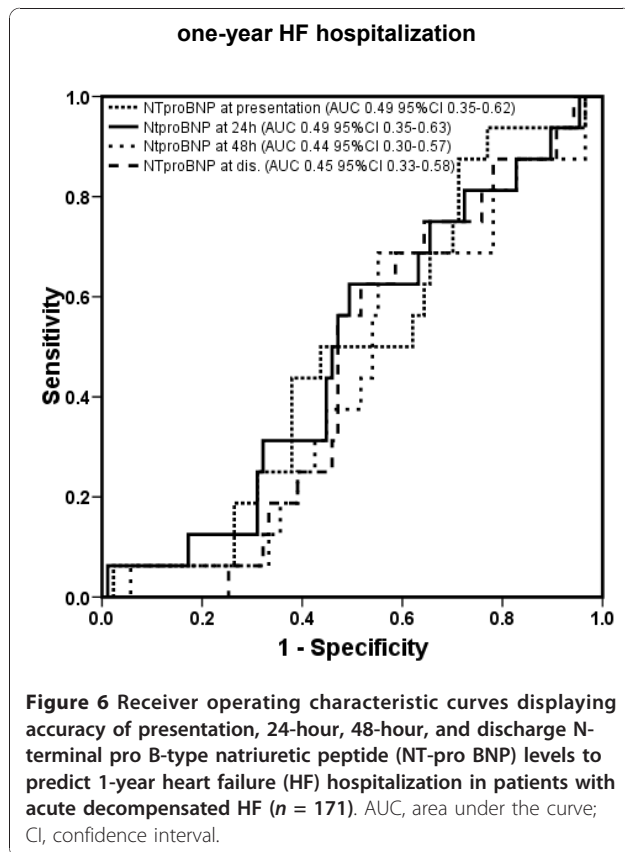 one-year HF hospitalization
NTproBNP at presentation (AUC 0.49 95%CI 0.35-0.62)
NtproBNP at 24h (AUC 0.49 95%CI 0.35-0.63)
NtproBNP at 48h (AUC 0.44 95%CI 0.30-0.57)
NTproBNP at dis. (AUC 0.45 95%CI 0.33-0.58)
1.0
0.8
0.6
0.4
0.2
0.0
Sensitivity
0.0 0.2 0.4 0.6 0.8 1.0
1 - Specificity
Figure 6 Receiver operating characteristic curves displaying
accuracy of presentation, 24-hour, 48-hour, and discharge N-
terminal pro B-type natriuretic peptide (NT-pro BNP) levels to
predict 1-year heart failure (HF) hospitalization in patients with
acute decompensated HF (n = 171). AUC, area under the curve;
CI, confidence interval.